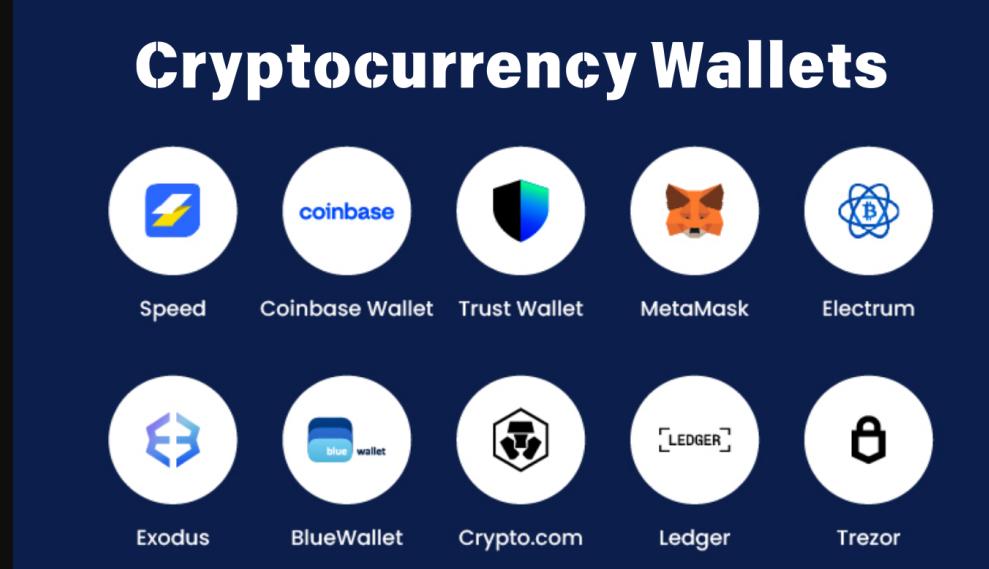 Cryptocurrency Wallets
coinbase
Speed
Coinbase Wallet
Trust Wallet
MetaMask
Electrum
blue wallet
LEDGER
Exodus
BlueWallet
Crypto.com
Ledger
Trezor